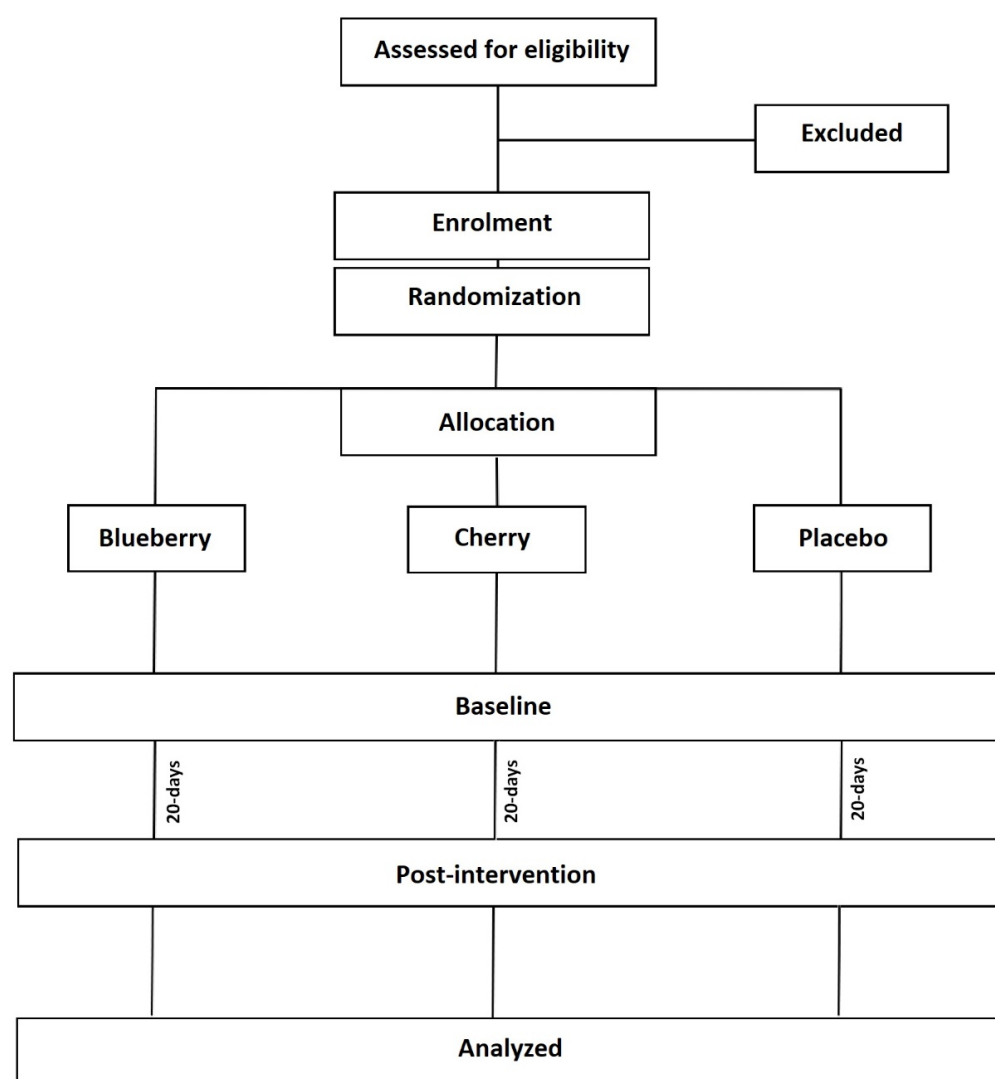 Assessed for eligibility
Excluded
Enrolment
Randomization
Allocation
Blueberry
Cherry
Placebo
Baseline
20-days
20-days
20-days
Post-intervention
Analyzed